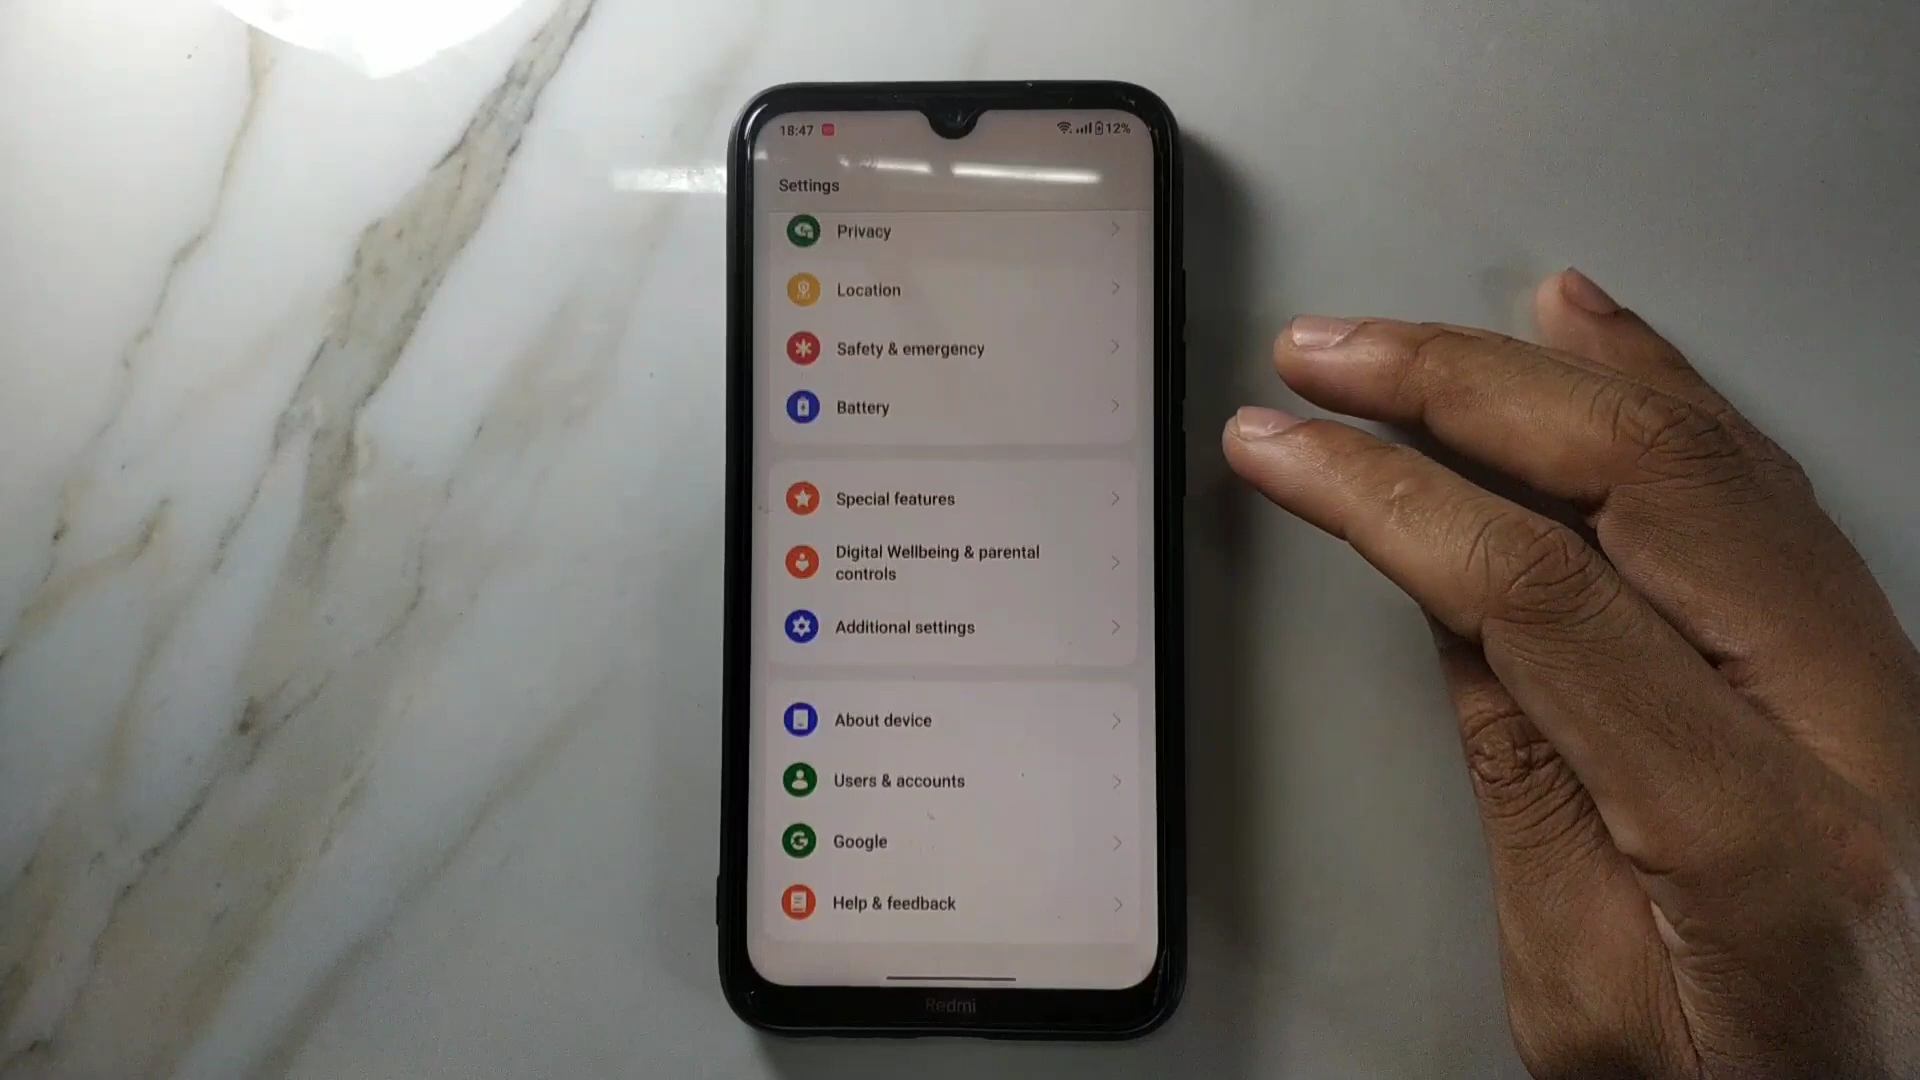 18:47
12%
Settings
Privacy
Location
Safety & emergency
Battery
Special features
Digital Wellbeing & parental
controls
Additional settings
About device
Users & accounts
Google
Help & feedback
Redmi